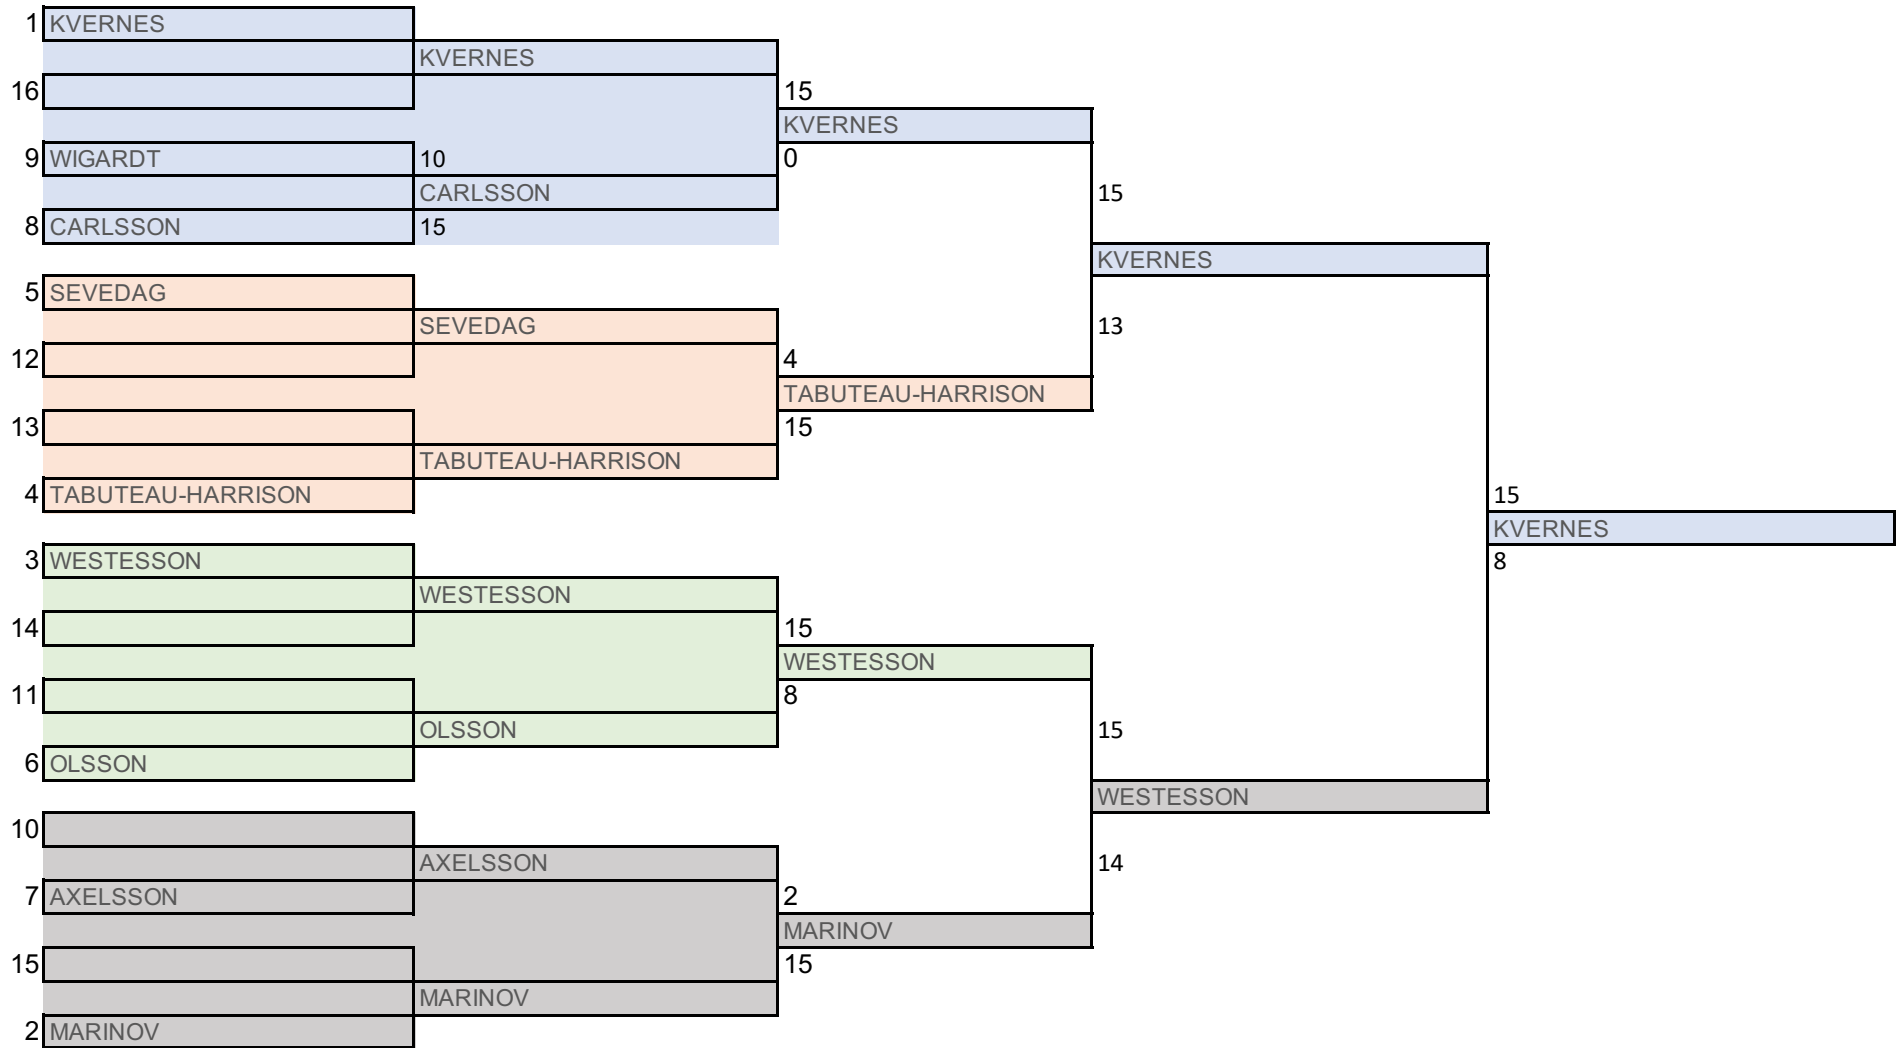 1 KVERNES
KVERNES
16 15
KVERNES
9 WIGARDT 10 0
CARLSSON 15
8 CARLSSON 15
KVERNES
5 SEVEDAG
SEVEDAG 13
12 4
TABUTEAU-HARRISON
13 15
TABUTEAU-HARRISON
4 TABUTEAU-HARRISON 15
KVERNES
3 WESTESSON 8
WESTESSON
14 15
WESTESSON
11 8
OLSSON 15
6 OLSSON
WESTESSON
10
AXELSSON 14
7 AXELSSON 2
MARINOV
15 15
MARINOV
2 MARINOV